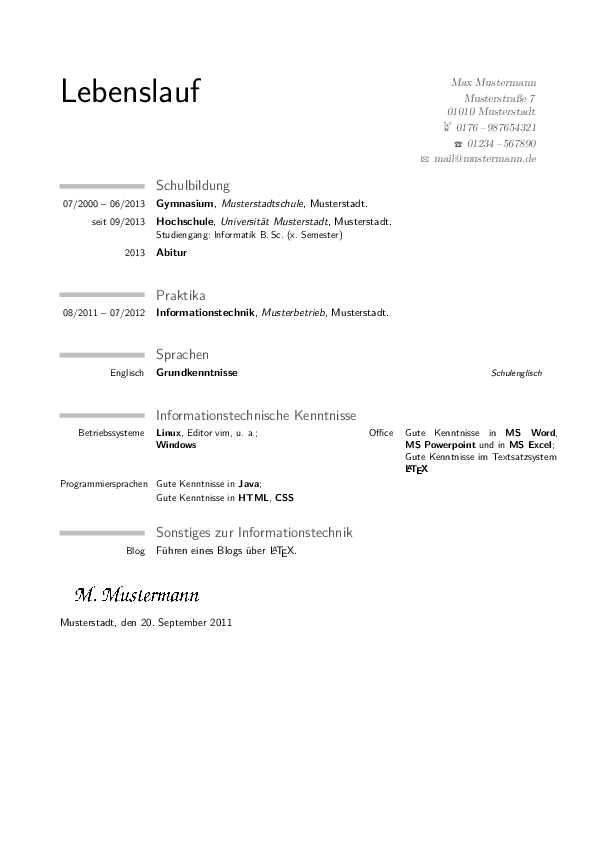 Lebenslauf
Max Mustermann
Musterstraße 7
01010 Musterstadt
0176 – 987654321
☎ 01234 – 567890
✉ mail@mustermann.de
Schulbildung
07/2000 – 06/2013 Gymnasium, Musterstadtschule, Musterstadt.
seit 09/2013 Hochschule, Universität Musterstadt, Musterstadt.
Studiengang: Informatik B. Sc. (x. Semester)
2013 Abitur
Praktika
08/2011 – 07/2012 Informationstechnik, Musterbetrieb, Musterstadt.
Sprachen
Englisch Grundkenntnisse Schulenglisch
Informationstechnische Kenntnisse
Betriebssysteme Linux, Editor vim, u. a.;
Windows
Office Gute Kenntnisse in MS Word,
MS Powerpoint und in MS Excel;
Gute Kenntnisse im Textsatzsystem
LATEX
Programmiersprachen Gute Kenntnisse in Java;
Gute Kenntnisse in HTML, CSS
Sonstiges zur Informationstechnik
Blog Führen eines Blogs über LATEX.
M. Mustermann
Musterstadt, den 20. September 2011